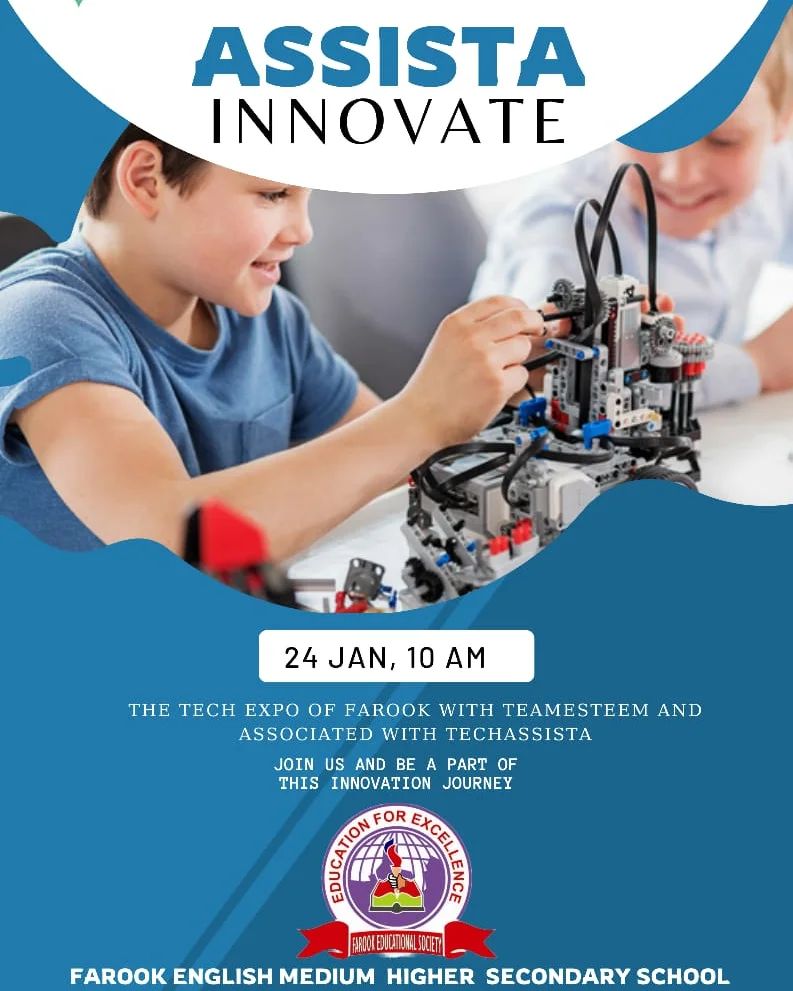 ASSISTA
INNOVATE
24 JAN, 10 AM
THE TECH EXPO OF FAROOK WITH TEAMESTEEM AND
ASSOCIATED WITH TECHASSISTA
JOIN US AND BE A PART OF
THIS INNOVATION JOURNEY
EDUCATION FOR EXCELLENCE
FAROOK EDUCATIONAL SOCIETY
FAROOK ENGLISH MEDIUM HIGHER SECONDARY SCHOOL